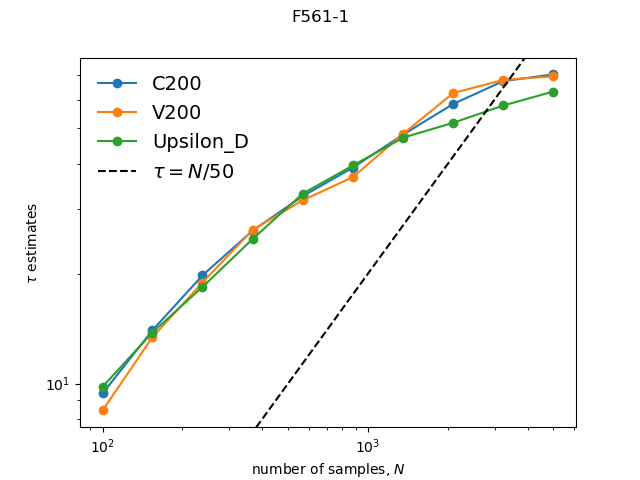 F561-1
C200
V200
Upsilon_D
τ = N/50
τ estimates
10¹
10² 10³
number of samples, N